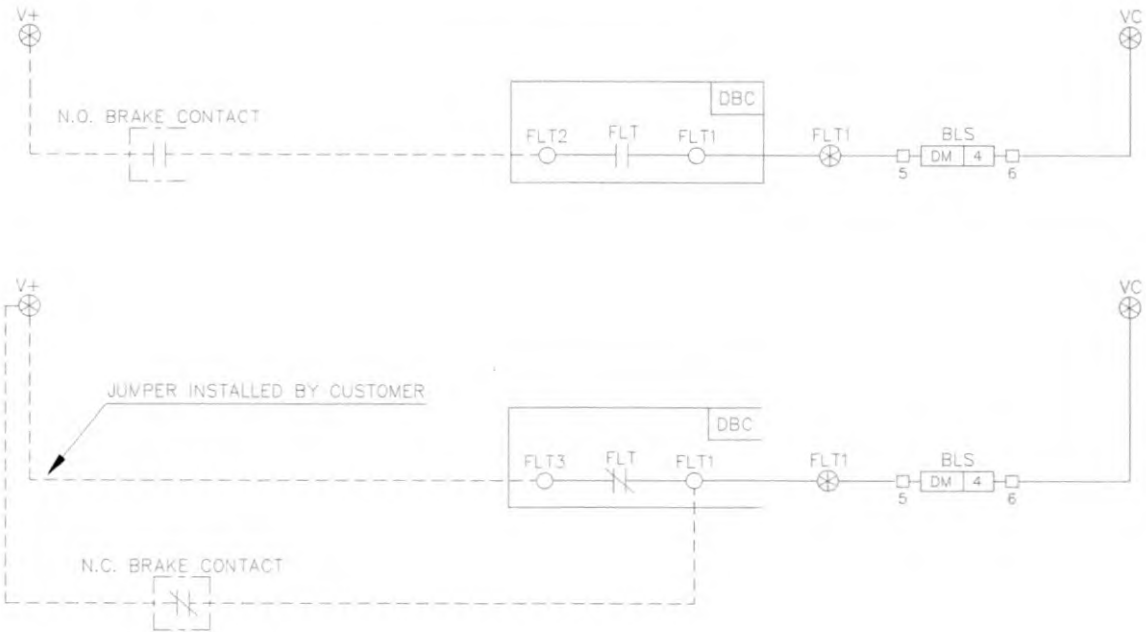 V+
VC
N.O. BRAKE CONTACT
DBC
FLT2
FLT
FLT1
FLT1
BLS
DM 4
5
6
V+
VC
JUMPER INSTALLED BY CUSTOMER
DBC
FLT3
FLT
FLT1
FLT1
BLS
DM 4
5
6
N.C. BRAKE CONTACT